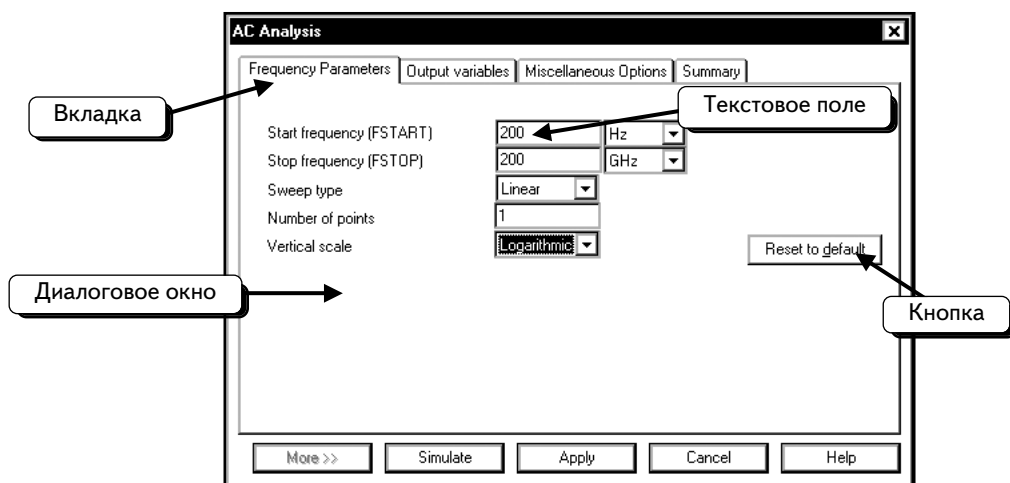 AC Analysis
Frequency Parameters Output variables Miscellaneous Options Summary
Вкладка
Текстовое поле
Start frequency (FSTART) 200 Hz
Stop frequency (FSTOP) 200 GHz
Sweep type Linear
Number of points 1
Vertical scale Logarithmic
Reset to default
Диалоговое окно
Кнопка
More >> Simulate Apply Cancel Help